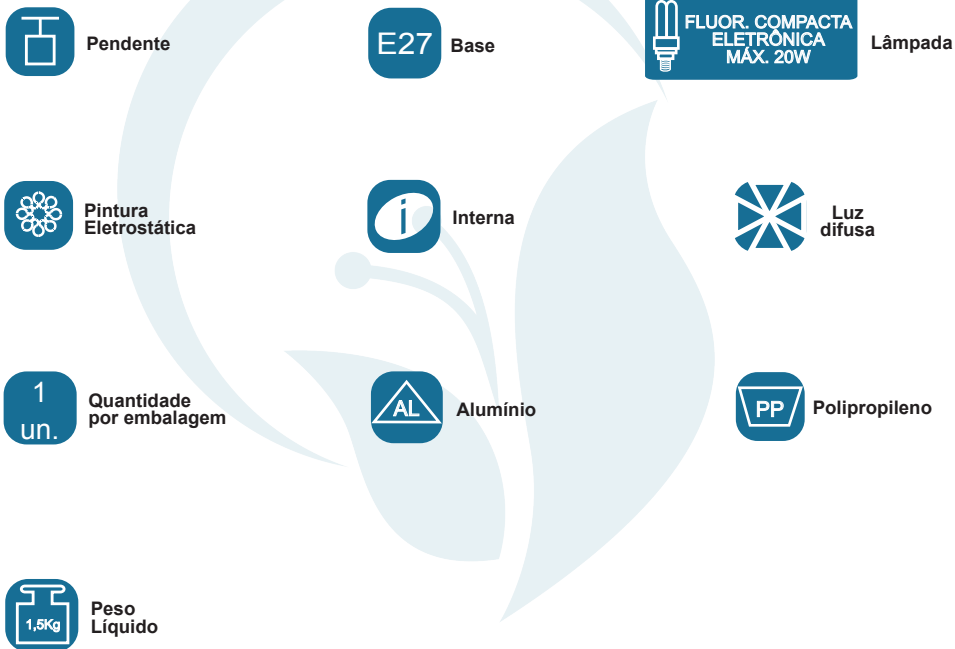 Pendente
E27
Base
FLUOR. COMPACTA
ELETRÔNICA
MÁX. 20W
Lâmpada
Pintura
Eletrostática
i
Interna
Luz
difusa
1
un.
Quantidade
por embalagem
AL
Alumínio
PP
Polipropileno
1,5Kg
Peso
Líquido